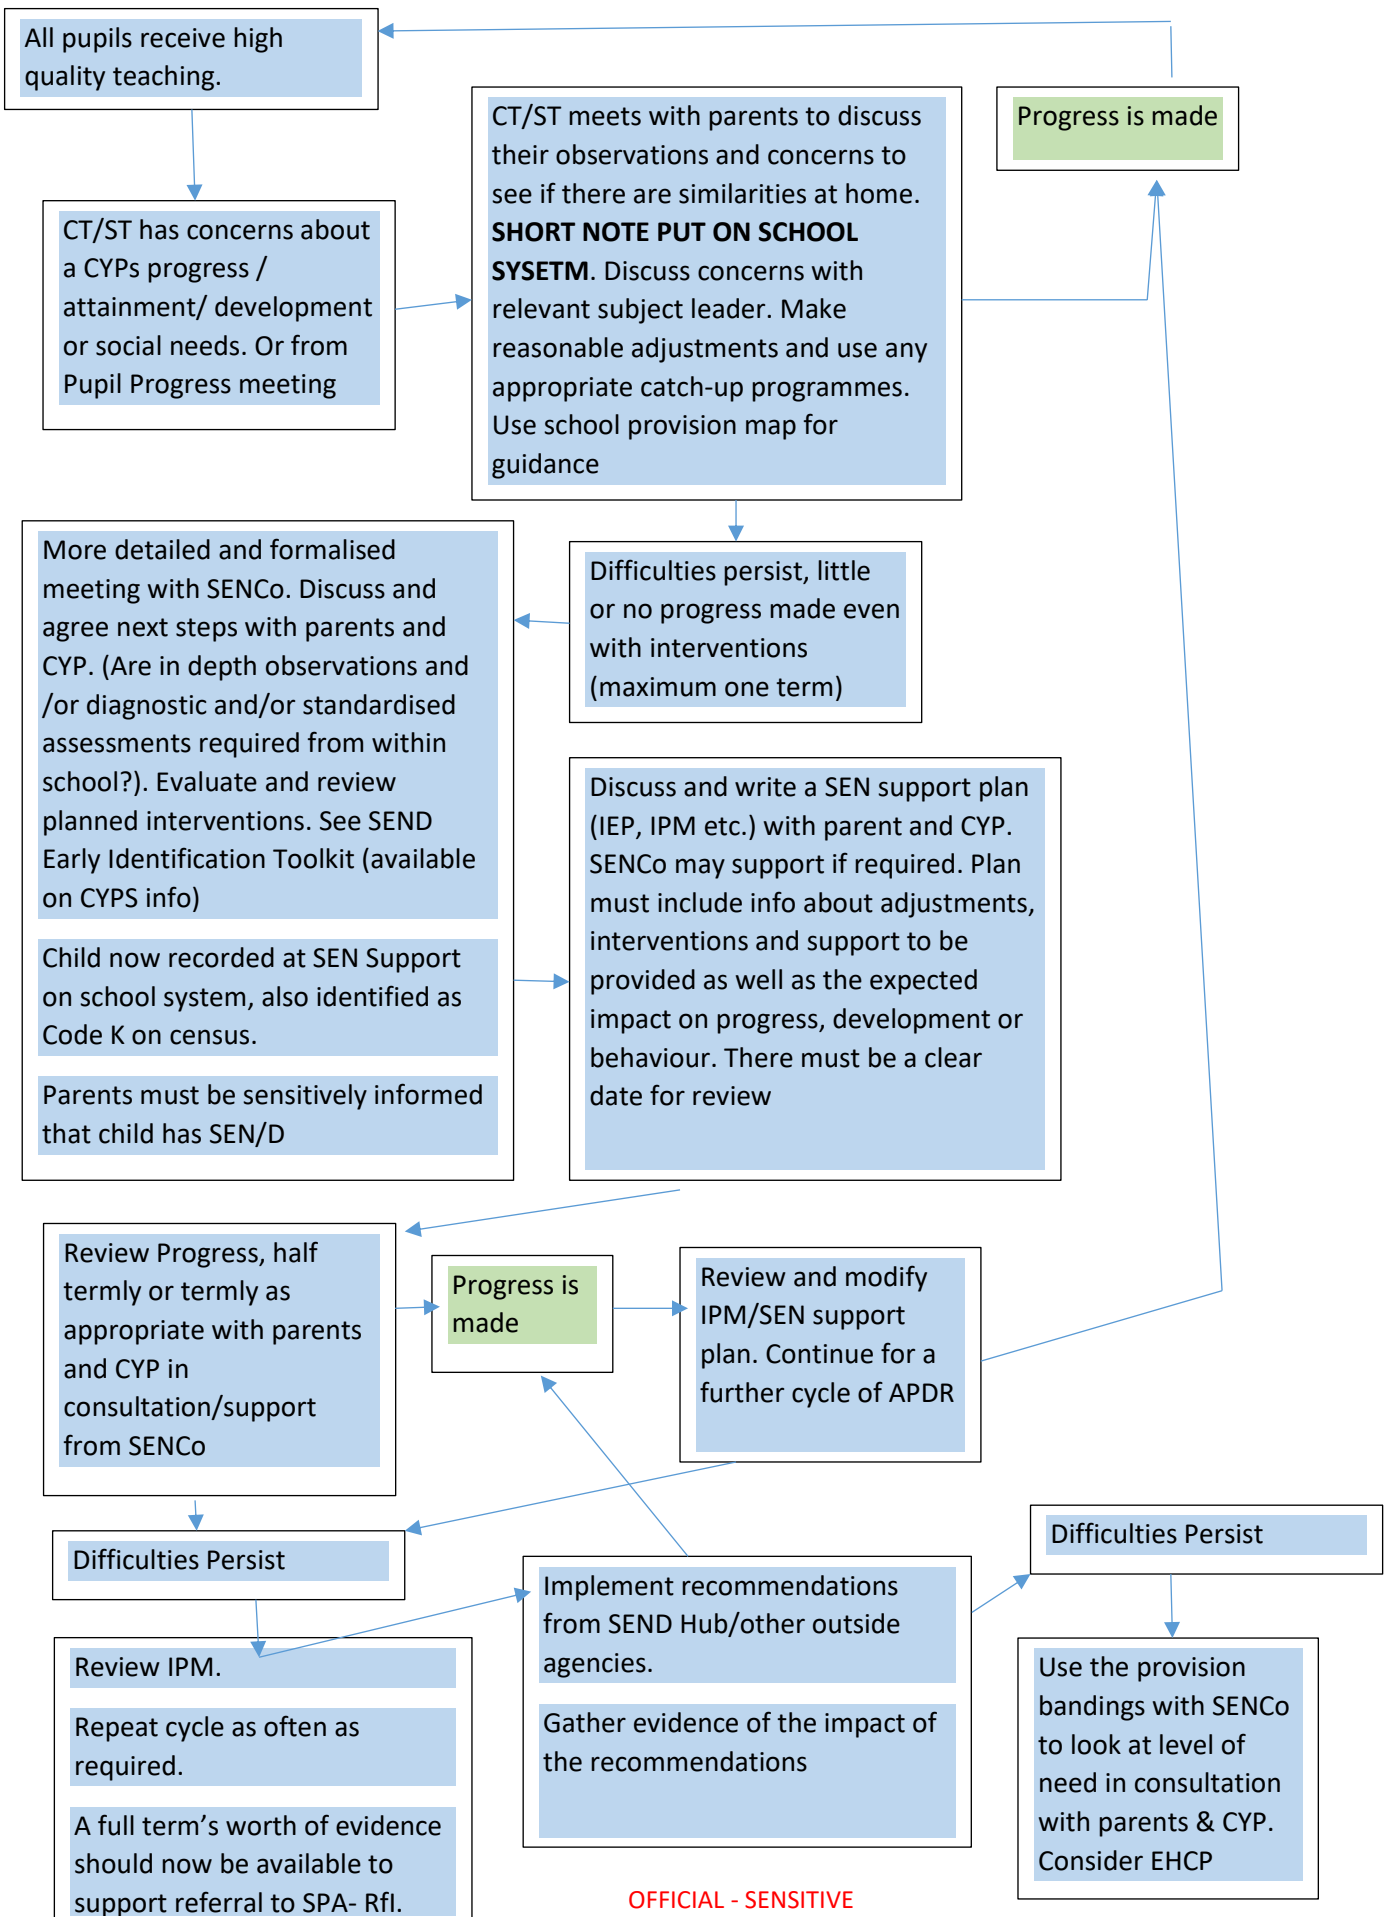 All pupils receive high
quality teaching.
CT/ST has concerns about
a CYPs progress /
attainment/ development
or social needs. Or from
Pupil Progress meeting
CT/ST meets with parents to discuss
their observations and concerns to
see if there are similarities at home.
SHORT NOTE PUT ON SCHOOL
SYSETM. Discuss concerns with
relevant subject leader. Make
reasonable adjustments and use any
appropriate catch-up programmes.
Use school provision map for
guidance
Progress is made
Difficulties persist, little
or no progress made even
with interventions
(maximum one term)
More detailed and formalised
meeting with SENCo. Discuss and
agree next steps with parents and
CYP. (Are in depth observations and
/or diagnostic and/or standardised
assessments required from within
school?). Evaluate and review
planned interventions. See SEND
Early Identification Toolkit (available
on CYPS info)
Child now recorded at SEN Support
on school system, also identified as
Code K on census.
Parents must be sensitively informed
that child has SEN/D
Discuss and write a SEN support plan
(IEP, IPM etc.) with parent and CYP.
SENCo may support if required. Plan
must include info about adjustments,
interventions and support to be
provided as well as the expected
impact on progress, development or
behaviour. There must be a clear
date for review
Review Progress, half
termly or termly as
appropriate with parents
and CYP in
consultation/support
from SENCo
Progress is
made
Review and modify
IPM/SEN support
plan. Continue for a
further cycle of APDR
Difficulties Persist
Review IPM.
Repeat cycle as often as
required.
A full term’s worth of evidence
should now be available to
support referral to SPA- RfI.
Implement recommendations
from SEND Hub/other outside
agencies.
Gather evidence of the impact of
the recommendations
Difficulties Persist
Use the provision
bandings with SENCo
to look at level of
need in consultation
with parents & CYP.
Consider EHCP
OFFICIAL - SENSITIVE